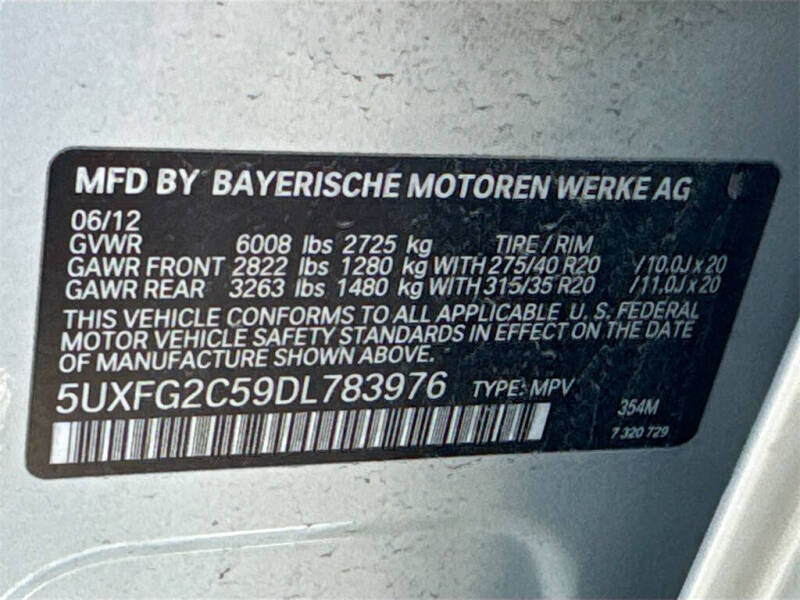 MFD BY BAYERISCHE MOTOREN WERKE AG
06/12
GVWR 6008 lbs 2725 kg TIRE / RIM
GAWR FRONT 2822 lbs 1280 kg WITH 275/40 R20 /10.0J x 20
GAWR REAR 3263 lbs 1480 kg WITH 315/35 R20 /11.0J x 20
THIS VEHICLE CONFORMS TO ALL APPLICABLE U. S. FEDERAL
MOTOR VEHICLE SAFETY STANDARDS IN EFFECT ON THE DATE
OF MANUFACTURE SHOWN ABOVE.
5UXFG2C59DL783976 TYPE: MPV
354M
7 320 729